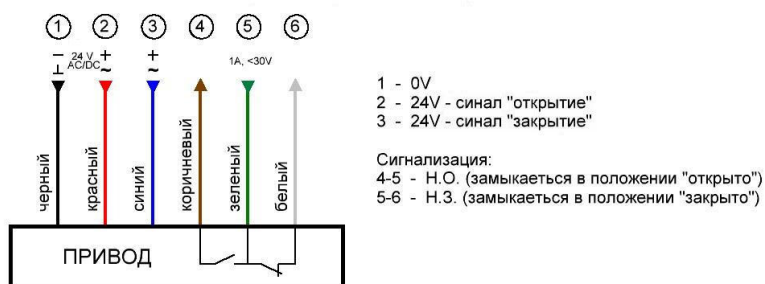 1 2 3 4 5 6
− 24 V + + 1A, <30V
⊥ AC/DC ~ ~
черный
красный
синий
коричневый
зеленый
белый
ПРИВОД
1 - 0V
2 - 24V - синал "открытие"
3 - 24V - синал "закрытие"
Сигнализация:
4-5 - Н.О. (замыкаеться в положении "открыто")
5-6 - Н.З. (замыкаеться в положении "закрыто")